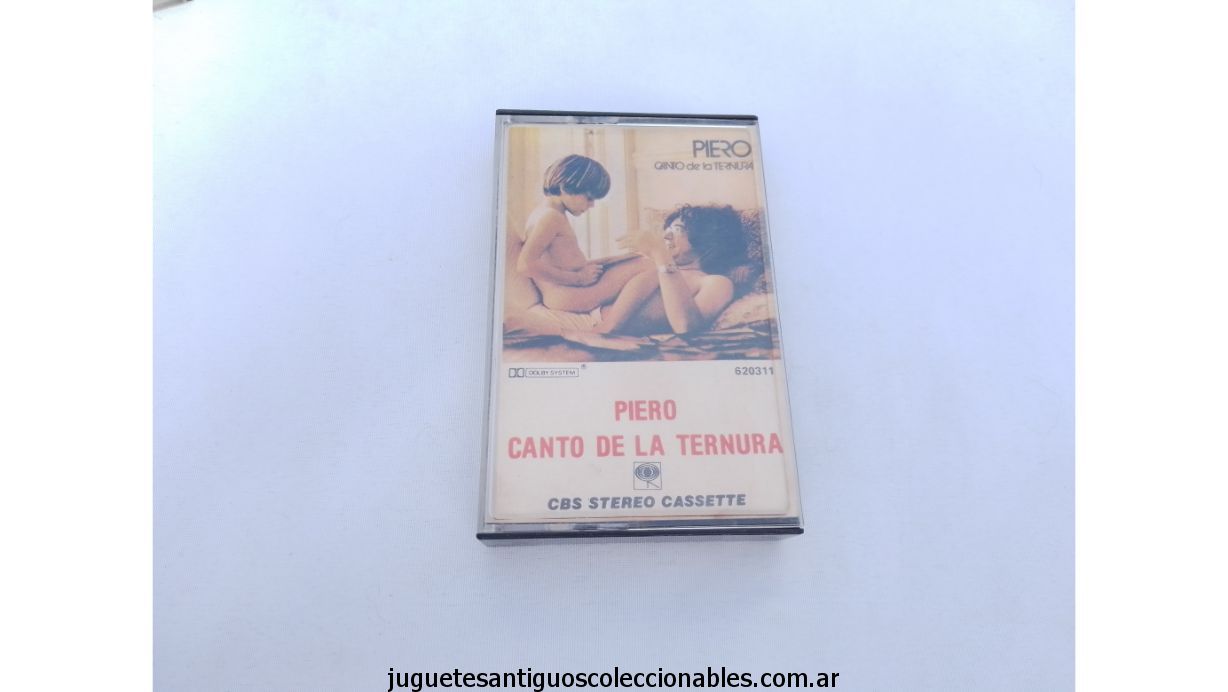 PIERO
CANTO de la TERNURA
DOLBY SYSTEM ®
620311
PIERO
CANTO DE LA TERNURA
CBS STEREO CASSETTE
juguetesantiguoscoleccionables.com.ar